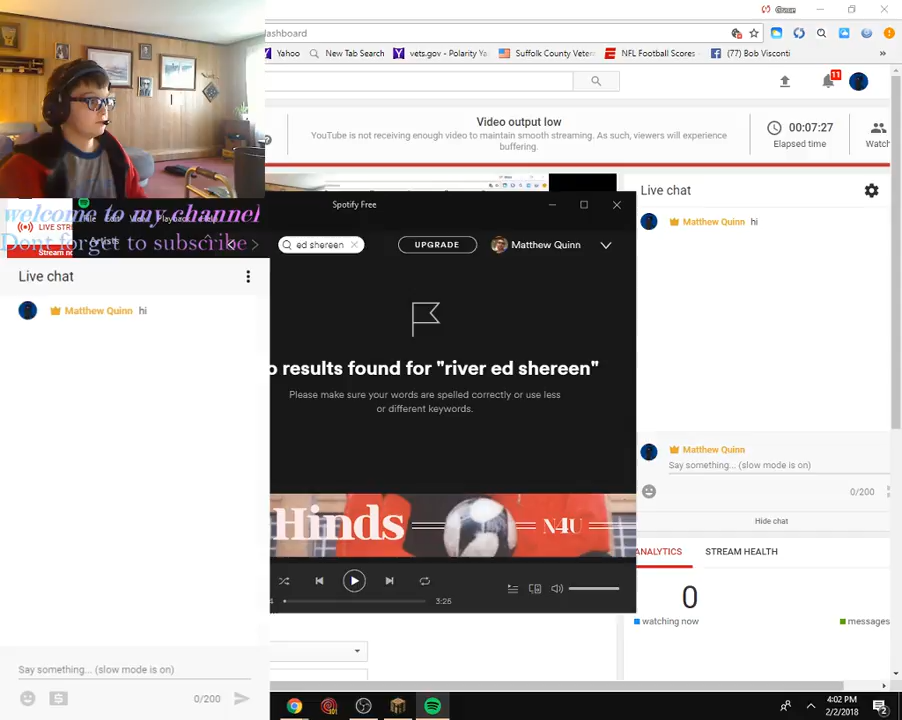 Yahoo
New Tab Search
vets.gov - Polarity Ya
Suffolk County Veter
NFL Football Scores
(77) Bob Visconti
»
ashboard
11
Video output low
YouTube is not receiving enough video to maintain smooth streaming. As such, viewers will experience
buffering.
00:07:27
Elapsed time
Watch
welcome to my channel
Dont forget to subscribe
LIVE STR
Stream no
Artists
Live chat
Matthew Quinn hi
Say something... (slow mode is on)
0/200
Spotify Free
ed shereen
UPGRADE
Matthew Quinn
o results found for "river ed shereen"
Please make sure your words are spelled correctly or use less
or different keywords.
Hinds
N4U
3:25
Live chat
Matthew Quinn hi
Matthew Quinn
Say something... (slow mode is on)
0/200
Hide chat
ANALYTICS
STREAM HEALTH
0
watching now
messages
4:02 PM
2/2/2018
2